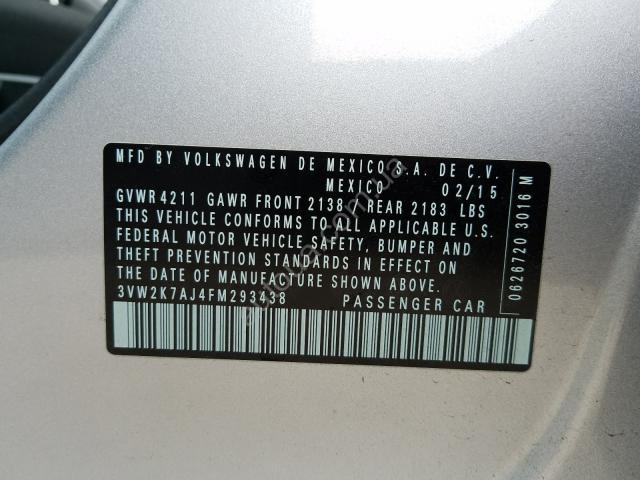 MFD BY VOLKSWAGEN DE MEXICO S.A. DE C.V.
MEXICO 02/15
GVWR 4211 GAWR FRONT 2138 REAR 2183 LBS
THIS VEHICLE CONFORMS TO ALL APPLICABLE U.S.
FEDERAL MOTOR VEHICLE SAFETY, BUMPER AND
THEFT PREVENTION STANDARDS IN EFFECT ON
THE DATE OF MANUFACTURE SHOWN ABOVE.
3VW2K7AJ4FM293438 PASSENGER CAR
0626720 3016 M